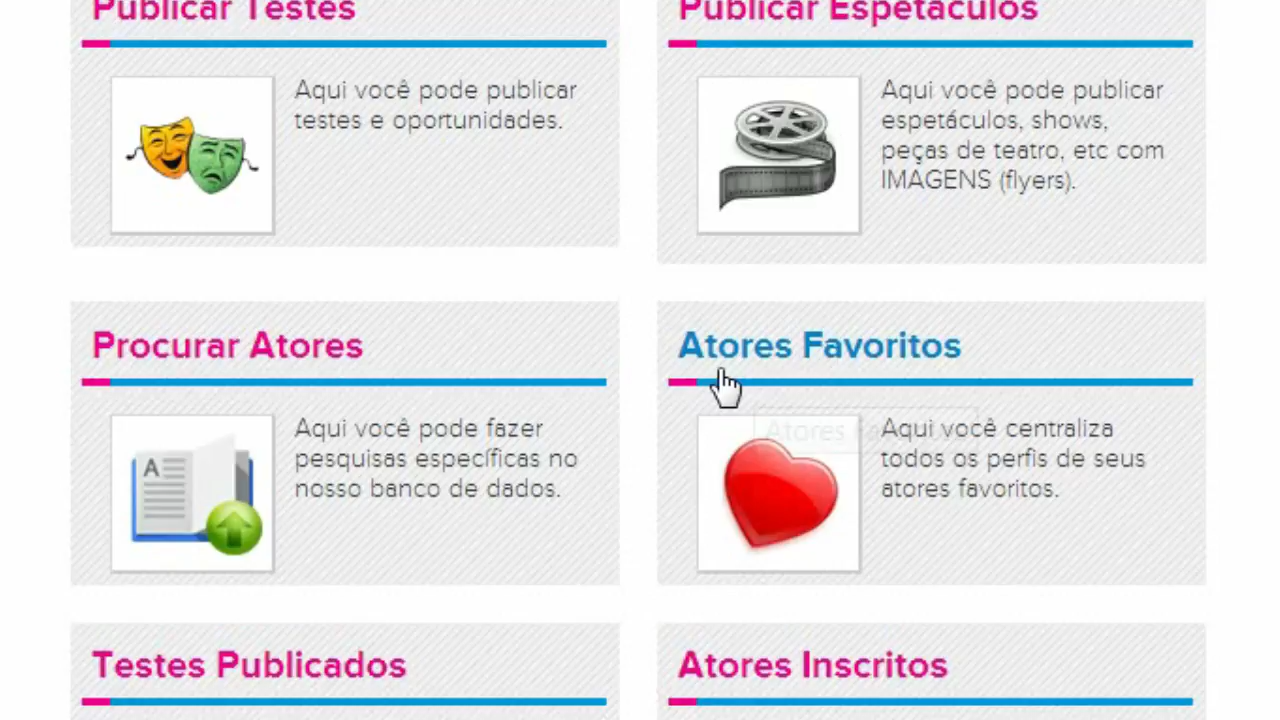 Publicar Testes
Aqui você pode publicar
testes e oportunidades.
Publicar Espetáculos
Aqui você pode publicar
espetáculos, shows,
peças de teatro, etc com
IMAGENS (flyers).
Procurar Atores
A
Aqui você pode fazer
pesquisas específicas no
nosso banco de dados.
Atores Favoritos
Atores Favoritos
Aqui você centraliza
todos os perfis de seus
atores favoritos.
Testes Publicados
Atores Inscritos